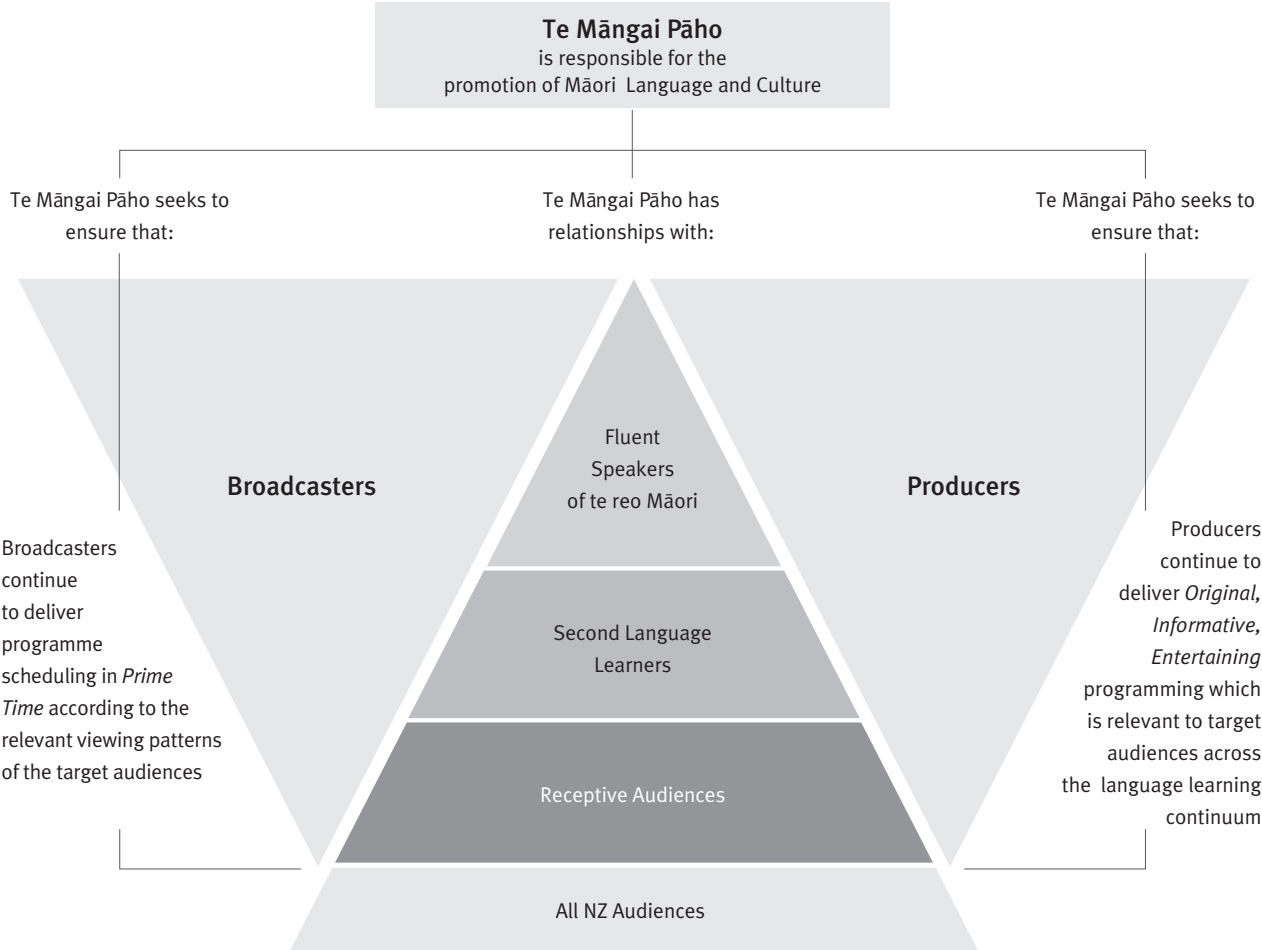 Te Māngai Pāho
is responsible for the
promotion of Māori Language and Culture
Te Māngai Pāho seeks to
ensure that:
Te Māngai Pāho has
relationships with:
Te Māngai Pāho seeks to
ensure that:
Broadcasters
Fluent
Speakers
of te reo Māori
Producers
Broadcasters
continue
to deliver
programme
scheduling in Prime
Time according to the
relevant viewing patterns
of the target audiences
Second Language
Learners
Receptive Audiences
All NZ Audiences
Producers
continue to
deliver Original,
Informative,
Entertaining
programming which
is relevant to target
audiences across
the language learning
continuum